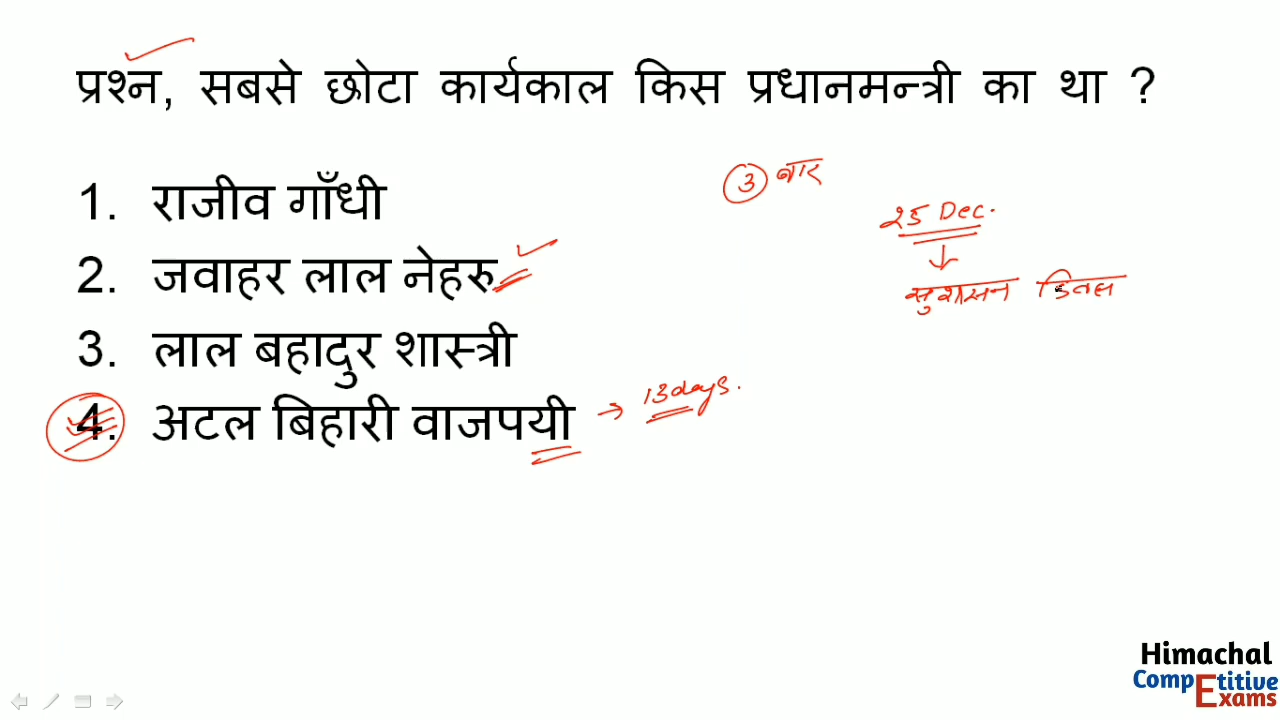 प्रश्न, सबसे छोटा कार्यकाल किस प्रधानमन्त्री का था ?
3 बार
1. राजीव गाँधी
25 Dec.
2. जवाहर लाल नेहरु
सुशासन दिवस
3. लाल बहादुर शास्त्री
4. अटल बिहारी वाजपयी → 13 days.
Himachal
Competitive
Exams